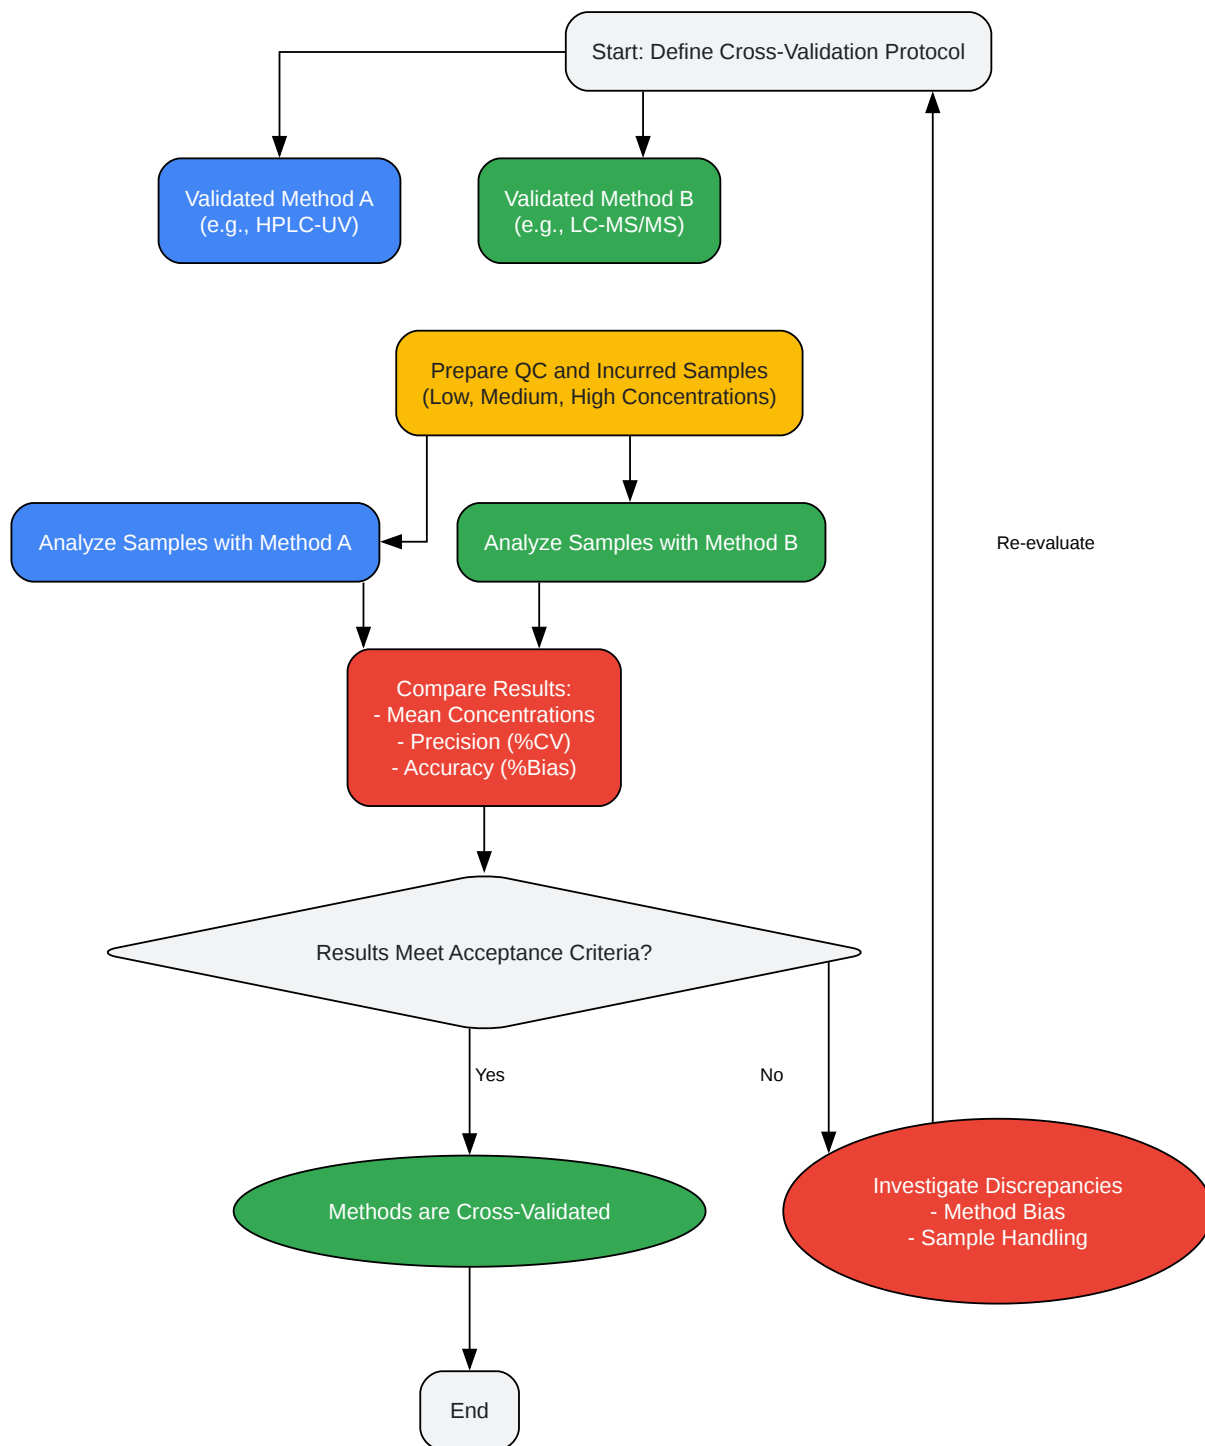 Start: Define Cross-Validation Protocol
Validated Method A
(e.g., HPLC-UV)
Validated Method B
(e.g., LC-MS/MS)
Prepare QC and Incurred Samples
(Low, Medium, High Concentrations)
Analyze Samples with Method A
Analyze Samples with Method B
Re-evaluate
Compare Results:
- Mean Concentrations
- Precision (%CV)
- Accuracy (%Bias)
Results Meet Acceptance Criteria?
Yes
No
Methods are Cross-Validated
Investigate Discrepancies
- Method Bias
- Sample Handling
End